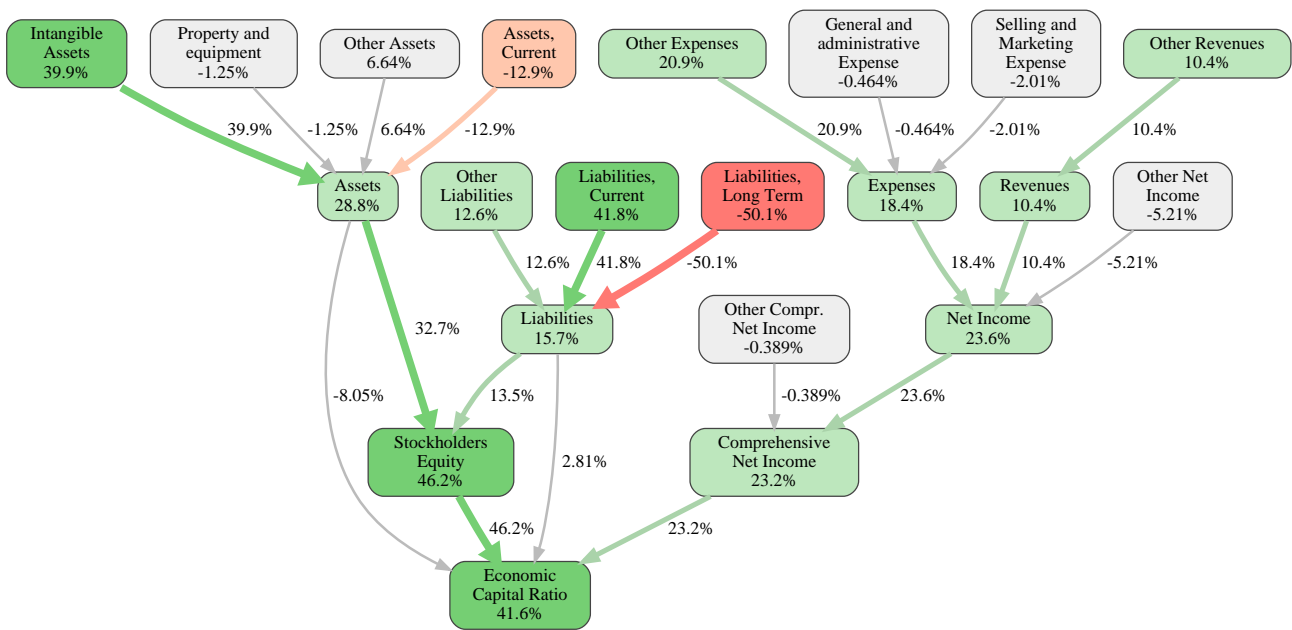 Intangible
Assets
39.9%
Property and
equipment
-1.25%
Other Assets
6.64%
Assets,
Current
-12.9%
Other Expenses
20.9%
General and
administrative
Expense
-0.464%
Selling and
Marketing
Expense
-2.01%
Other Revenues
10.4%
39.9%
-1.25%
6.64%
-12.9%
20.9%
-0.464%
-2.01%
10.4%
Assets
28.8%
Other
Liabilities
12.6%
Liabilities,
Current
41.8%
Liabilities,
Long Term
-50.1%
Expenses
18.4%
Revenues
10.4%
Other Net
Income
-5.21%
12.6%
41.8%
-50.1%
18.4%
10.4%
-5.21%
32.7%
Liabilities
15.7%
Other Compr.
Net Income
-0.389%
Net Income
23.6%
-8.05%
13.5%
-0.389%
23.6%
Stockholders
Equity
46.2%
2.81%
Comprehensive
Net Income
23.2%
46.2%
23.2%
Economic
Capital Ratio
41.6%